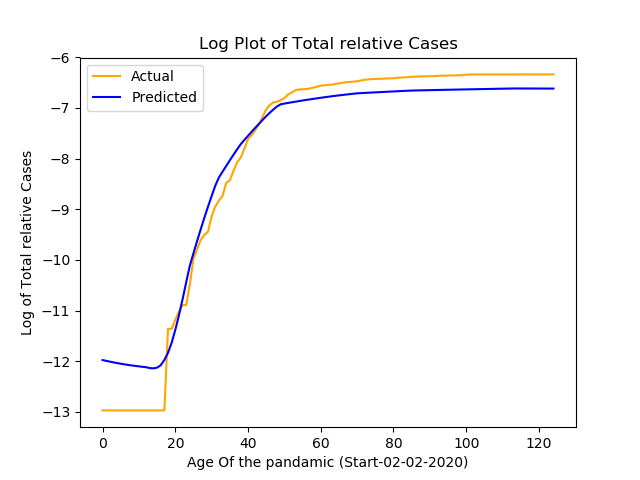 Log Plot of Total relative Cases
Actual
Predicted
Log of Total relative Cases
−6
−7
−8
−9
−10
−11
−12
−13
0 20 40 60 80 100 120
Age Of the pandamic (Start-02-02-2020)